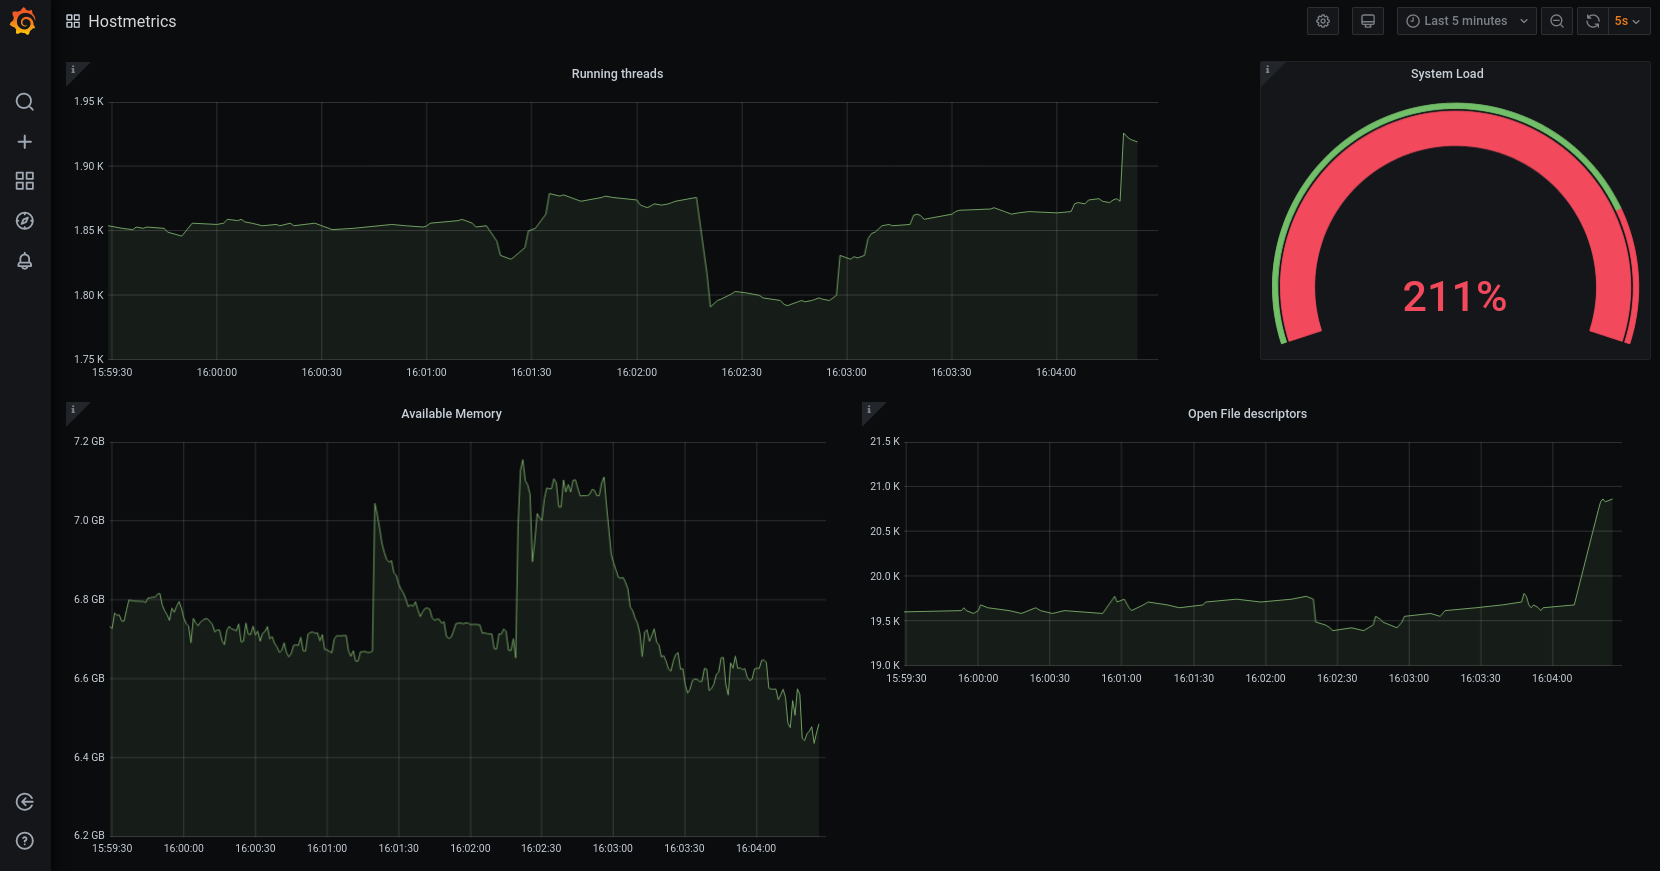 Hostmetrics
Last 5 minutes
5s
i
Running threads
1.95 K
1.90 K
1.85 K
1.80 K
1.75 K
15:59:30 16:00:00 16:00:30 16:01:00 16:01:30 16:02:00 16:02:30 16:03:00 16:03:30 16:04:00
i
System Load
211%
i
Available Memory
7.2 GB
7.0 GB
6.8 GB
6.6 GB
6.4 GB
6.2 GB
15:59:30 16:00:00 16:00:30 16:01:00 16:01:30 16:02:00 16:02:30 16:03:00 16:03:30 16:04:00
i
Open File descriptors
21.5 K
21.0 K
20.5 K
20.0 K
19.5 K
19.0 K
15:59:30 16:00:00 16:00:30 16:01:00 16:01:30 16:02:00 16:02:30 16:03:00 16:03:30 16:04:00